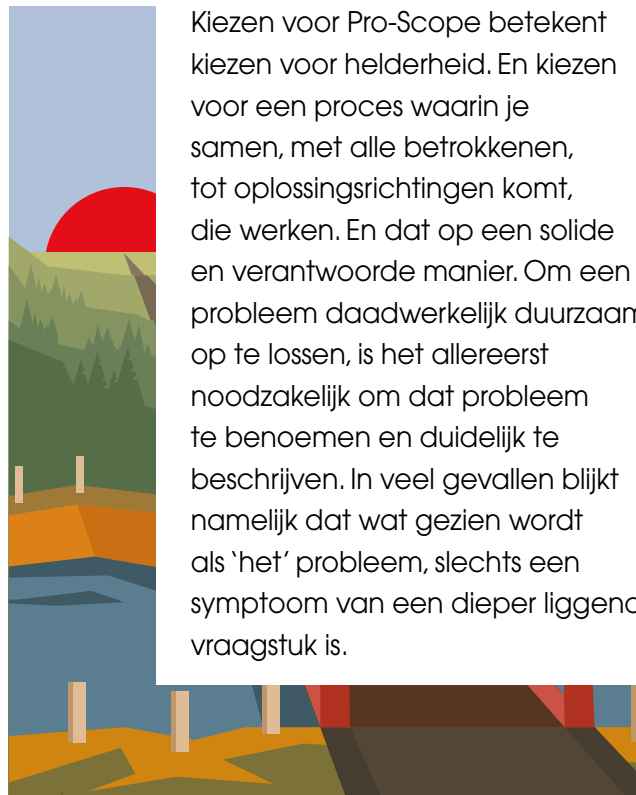 Kiezen voor Pro-Scope betekent
kiezen voor helderheid. En kiezen
voor een proces waarin je
samen, met alle betrokkenen,
tot oplossingsrichtingen komt,
die werken. En dat op een solide
en verantwoorde manier. Om een
probleem daadwerkelijk duurzaam
op te lossen, is het allereerst
noodzakelijk om dat probleem
te benoemen en duidelijk te
beschrijven. In veel gevallen blijkt
namelijk dat wat gezien wordt
als ‘het’ probleem, slechts een
symptoom van een dieper
vraagstuk is.